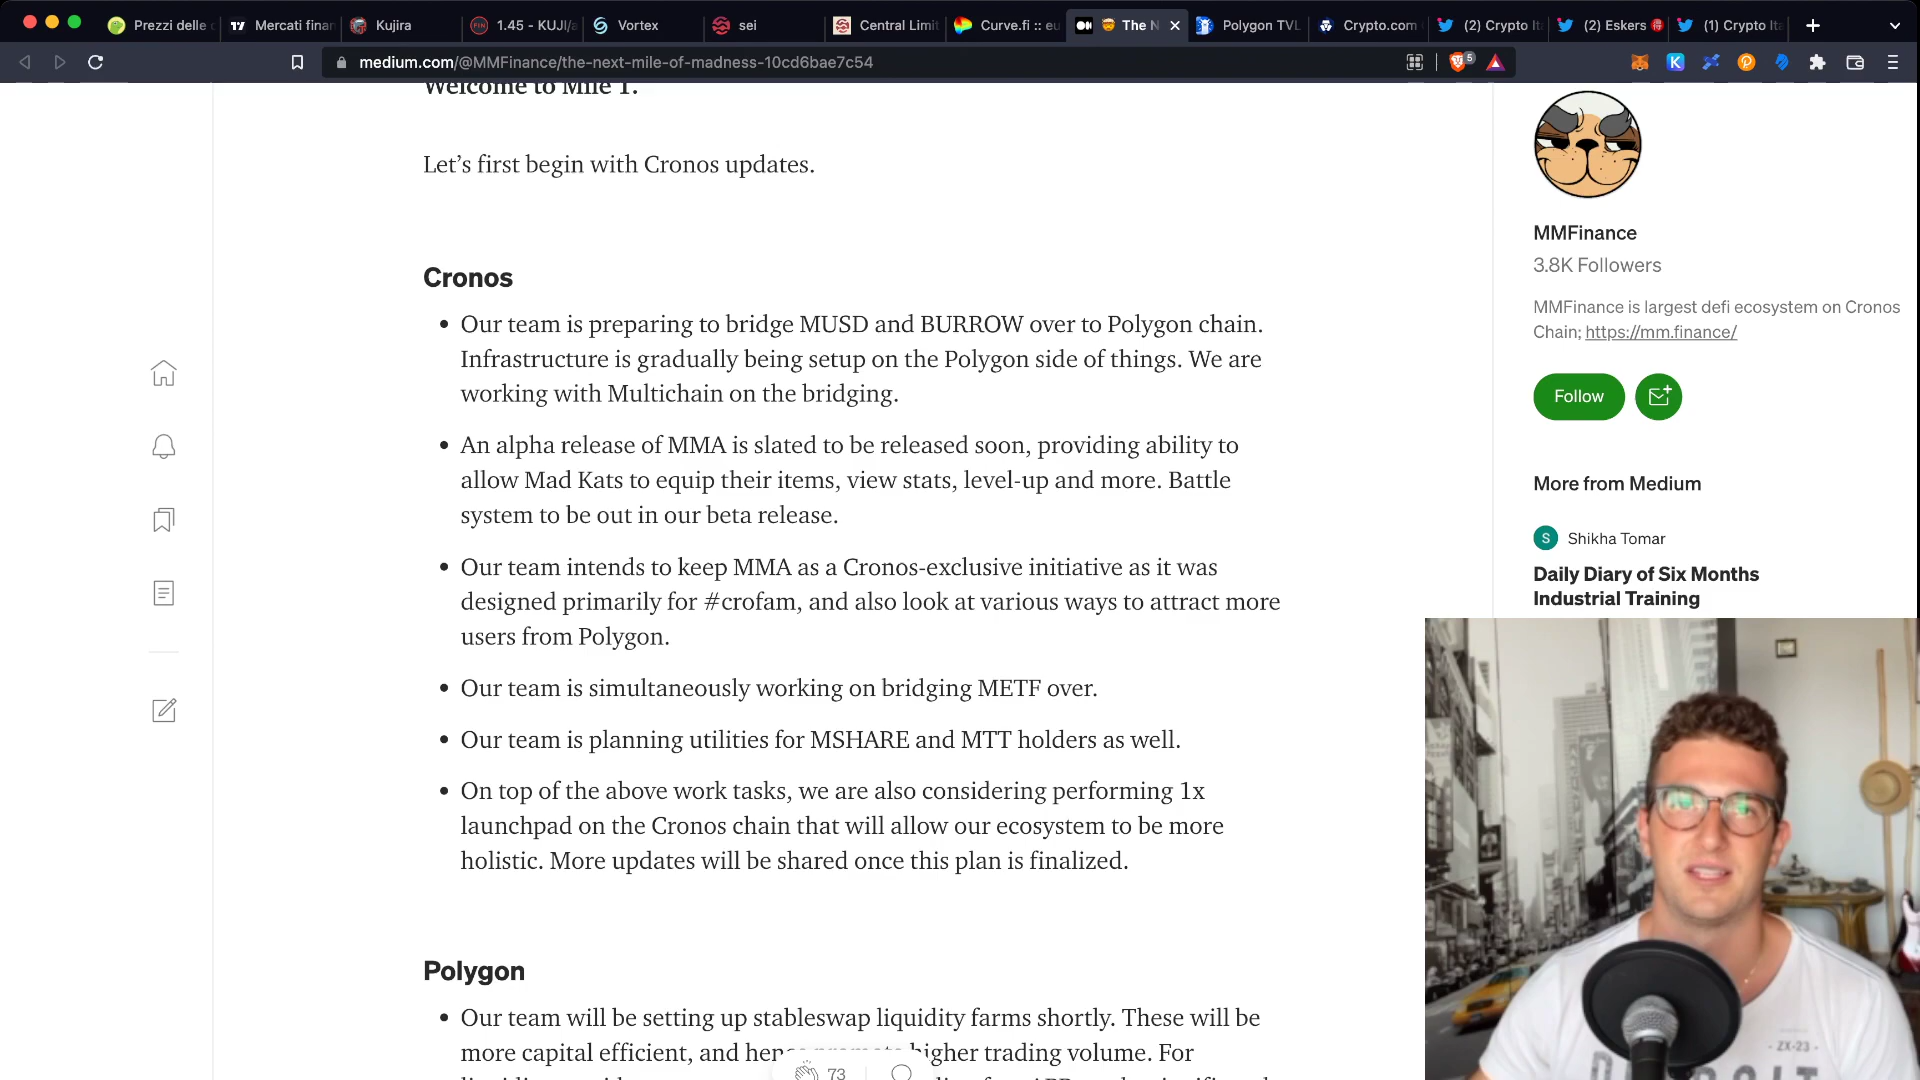 Prezzi delle c
Mercati finan
Kujira
FIN
1.45 - KUJI/a
Vortex
sei
Central Limit
Curve.fi :: eu
The N
Polygon TVL
Crypto.com
(2) Crypto It
(2) Eskers
(1) Crypto Ita
medium.com/@MMFinance/the-next-mile-of-madness-10cd6bae7c54
5
Welcome to Mile 1.
Let's first begin with Cronos updates.
Cronos
• Our team is preparing to bridge MUSD and BURROW over to Polygon chain.
Infrastructure is gradually being setup on the Polygon side of things. We are
working with Multichain on the bridging.
• An alpha release of MMA is slated to be released soon, providing ability to
allow Mad Kats to equip their items, view stats, level-up and more. Battle
system to be out in our beta release.
• Our team intends to keep MMA as a Cronos-exclusive initiative as it was
designed primarily for #crofam, and also look at various ways to attract more
users from Polygon.
• Our team is simultaneously working on bridging METF over.
• Our team is planning utilities for MSHARE and MTT holders as well.
• On top of the above work tasks, we are also considering performing 1x
launchpad on the Cronos chain that will allow our ecosystem to be more
holistic. More updates will be shared once this plan is finalized.
Polygon
• Our team will be setting up stableswap liquidity farms shortly. These will be
more capital efficient, and hence promote higher trading volume. For
73
MMFinance
3.8K Followers
MMFinance is largest defi ecosystem on Cronos
Chain; https://mm.finance/
Follow
More from Medium
S
Shikha Tomar
Daily Diary of Six Months
Industrial Training
- ZX-23 -